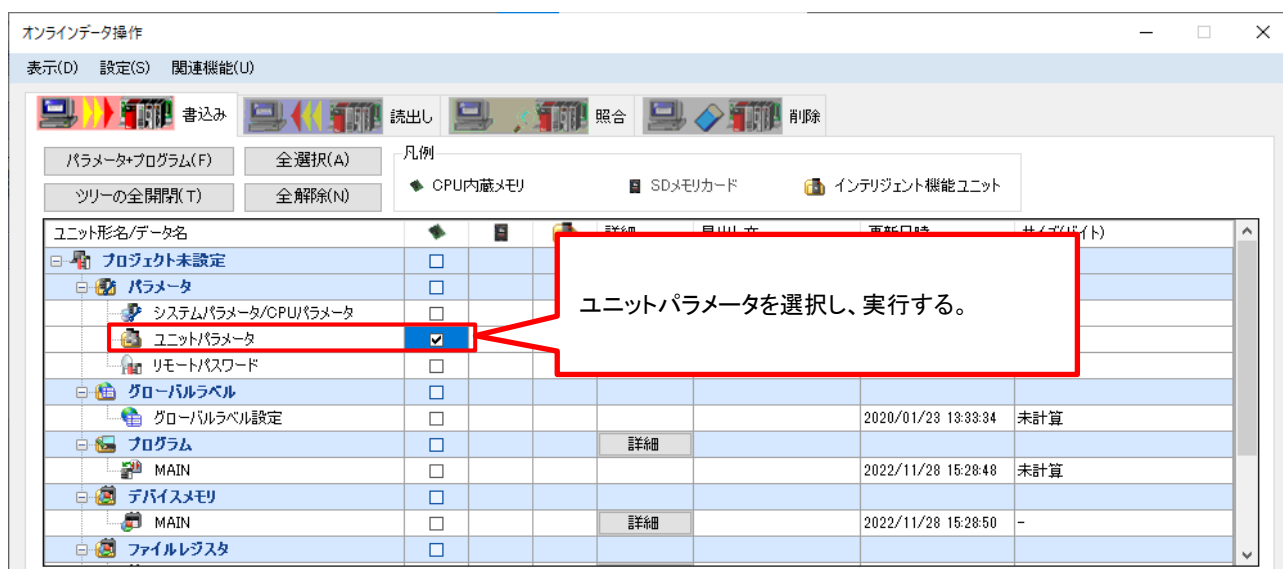 オンラインデータ操作
表示(D) 設定(S) 関連機能(U)
書込み 読出し 照合 削除
パラメータ+プログラム(F) 全選択(A) 凡例
ツリーの全開閉(T) 全解除(N) CPU内蔵メモリ SDメモリカード インテリジェント機能ユニット
ユニット形名/データ名 詳細 見出し文 更新日時 サイズ(バイト)
プロジェクト未設定
パラメータ
システムパラメータ/CPUパラメータ
ユニットパラメータを選択し、実行する。
ユニットパラメータ
リモートパスワード
グローバルラベル
グローバルラベル設定 2020/01/23 13:33:34 未計算
プログラム 詳細
MAIN 2022/11/28 15:28:48 未計算
デバイスメモリ
MAIN 詳細 2022/11/28 15:28:50 -
ファイルレジスタ